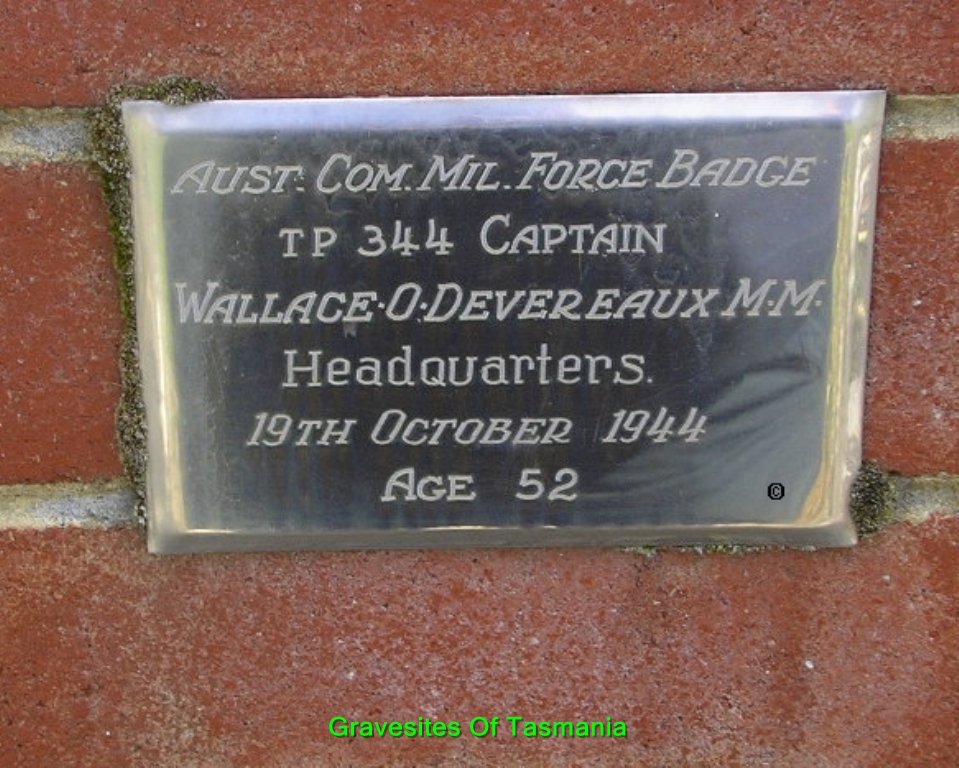 AUST. COM. MIL. FORCE BADGE
TP 344 CAPTAIN
WALLACE·O·DEVEREAUX M.M.
Headquarters.
19TH OCTOBER 1944
AGE 52
©
Gravesites Of Tasmania